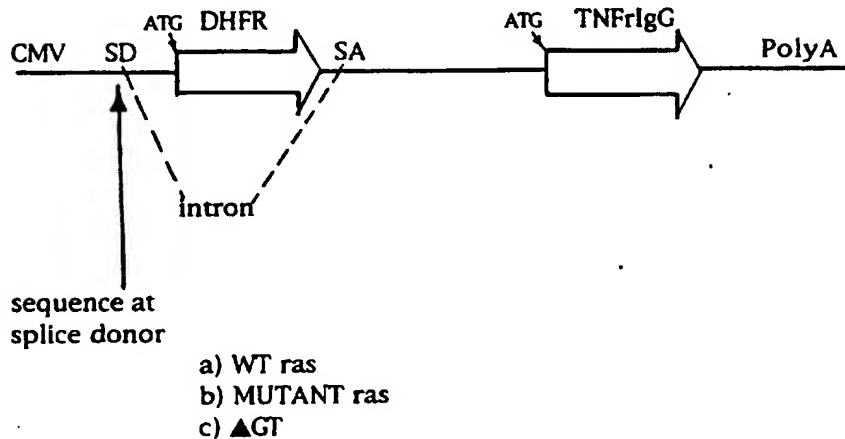 ATG DHFR ATG TNFrIgG
CMV SD SA PolyA
intron
sequence at
splice donor
a) WT ras
b) MUTANT ras
c) ▲GT